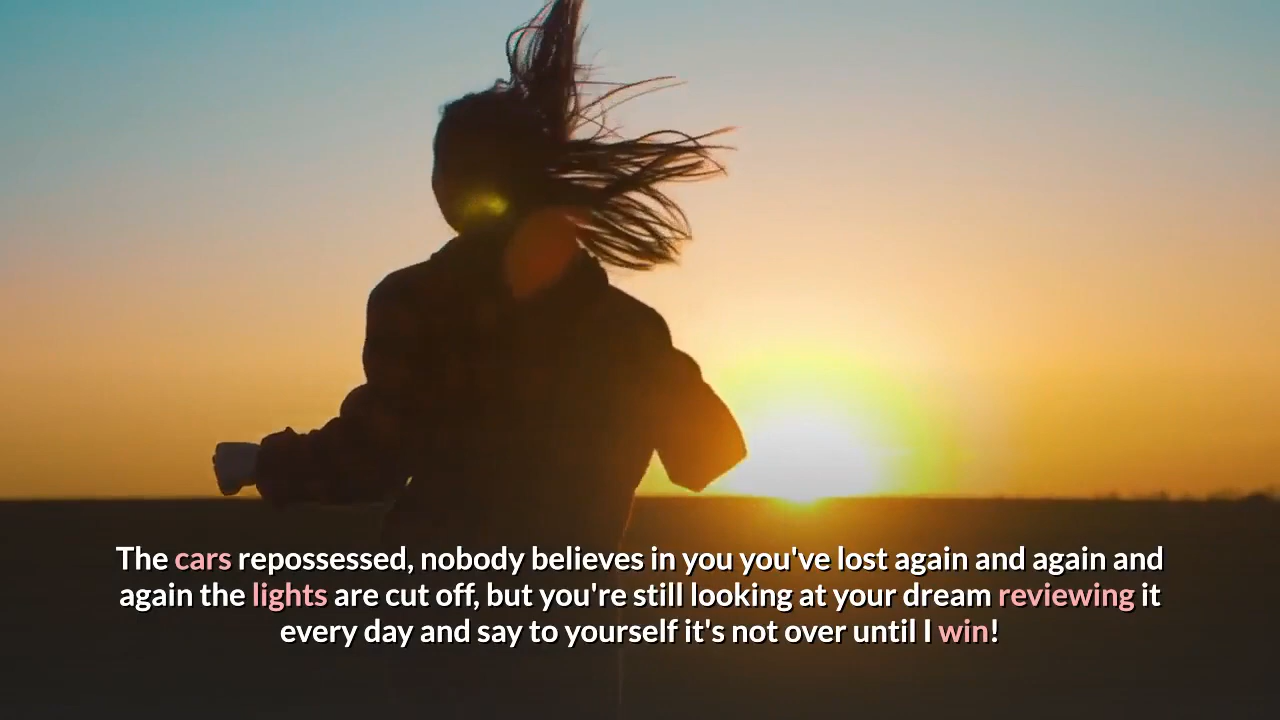 The cars repossessed, nobody believes in you you've lost again and again and
again the lights are cut off, but you're still looking at your dream reviewing it
every day and say to yourself it's not over until I win!